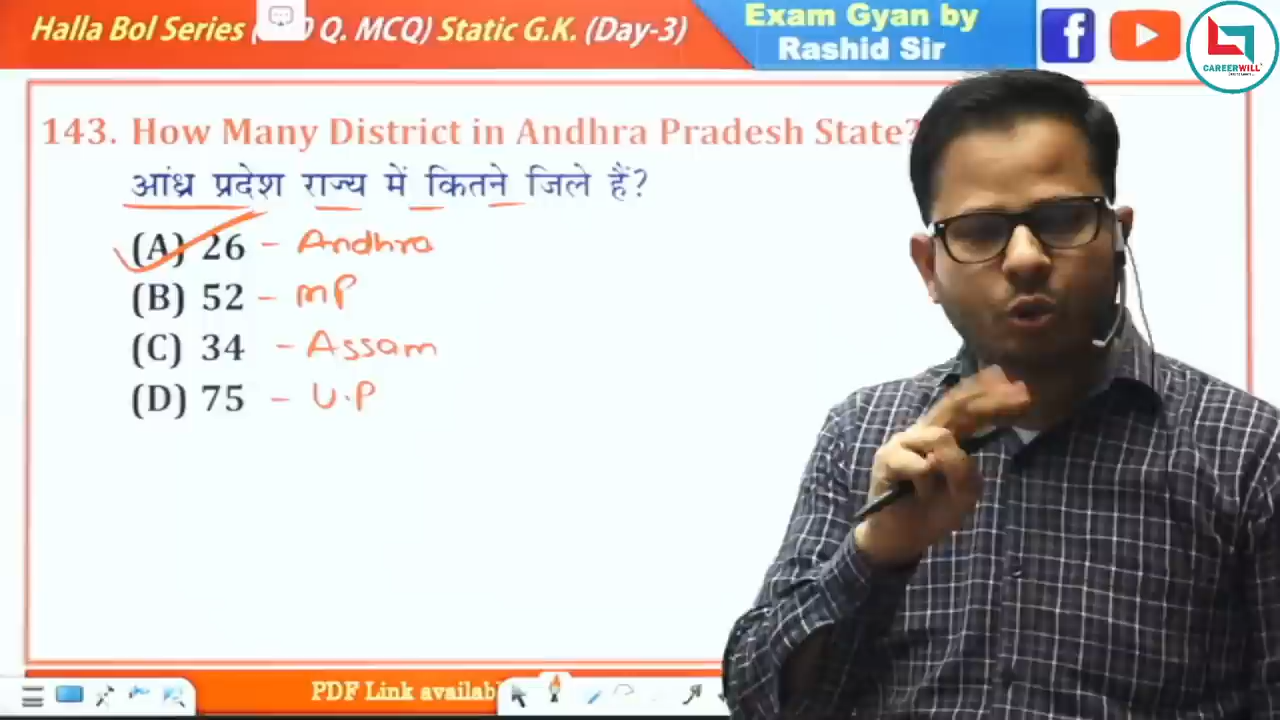 Halla Bol Series ( 0 Q. MCQ) Static G.K. (Day-3)
Exam Gyan by
Rashid Sir
CAREERWILL
143. How Many District in Andhra Pradesh State?
आंध्र प्रदेश राज्य में कितने जिले हैं?
(A) 26 - Andhra
(B) 52 - MP
(C) 34 - Assam
(D) 75 - U.P
PDF Link availab